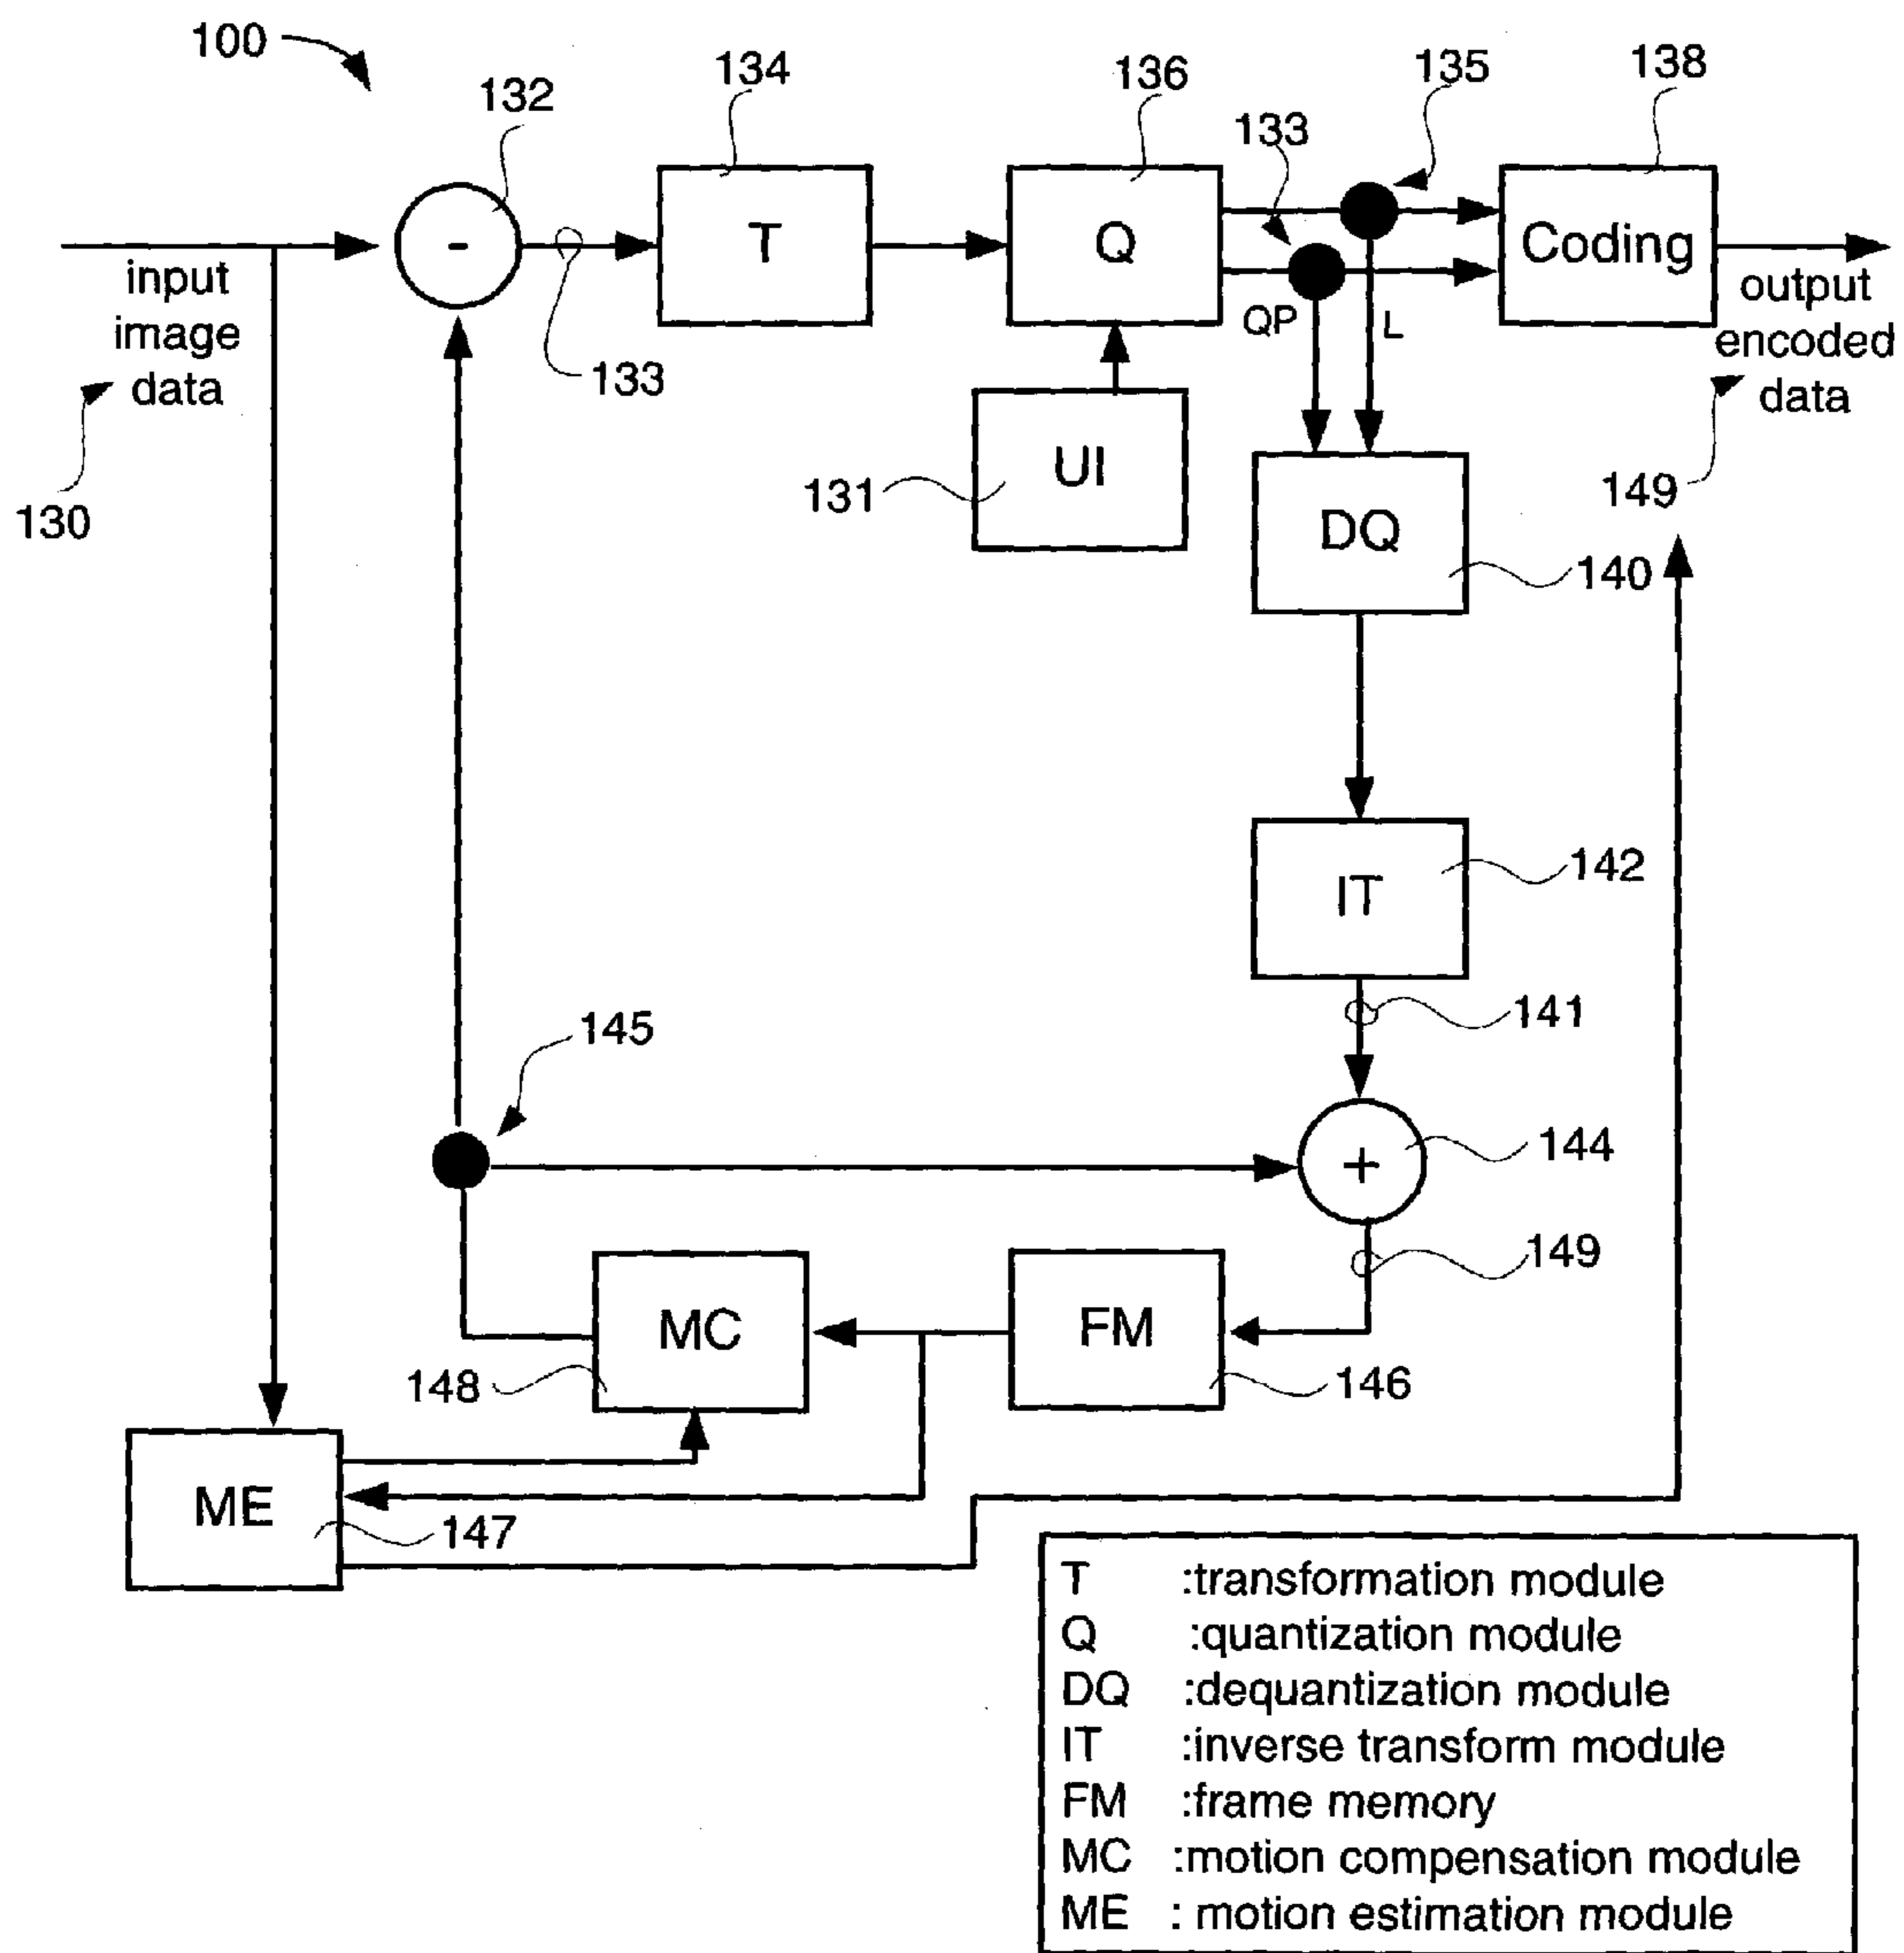 100
132
134
136
133
135
138
-
T
Q
Coding
input
image
data
130
133
QP
L
output
encoded
data
149
UI
131
DQ
140
IT
142
141
145
+
144
149
MC
148
FM
146
ME
147
T :transformation module
Q :quantization module
DQ :dequantization module
IT :inverse transform module
FM :frame memory
MC :motion compensation module
ME : motion estimation module